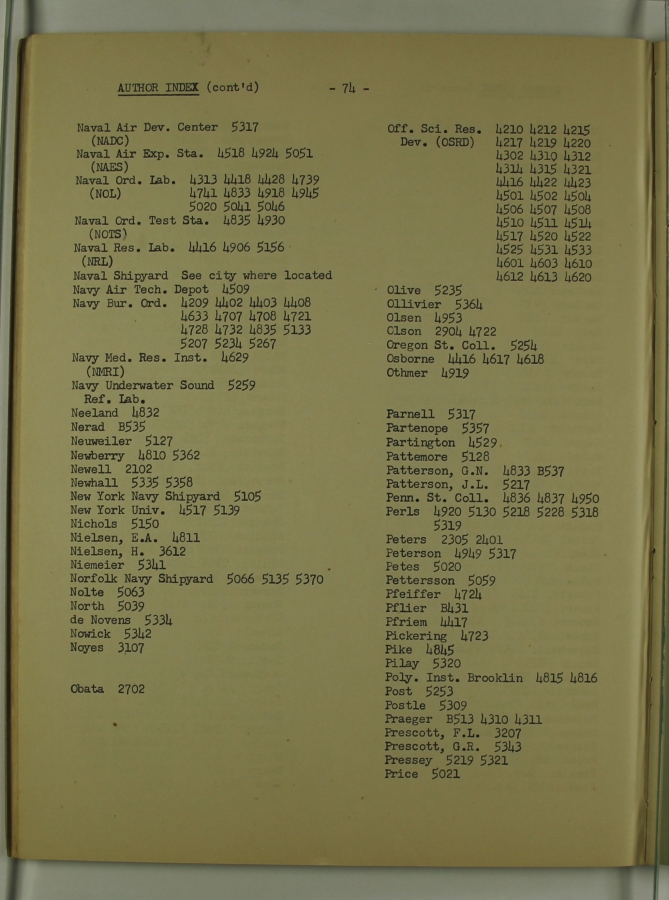 AUTHOR INDEX (cont'd) - 74 -
Naval Air Dev. Center 5317
(NADC)
Naval Air Exp. Sta. 4518 4924 5051
(NAES)
Naval Ord. Lab. 4313 4418 4428 4739
(NOL) 4741 4833 4918 4945
5020 5041 5046
Naval Ord. Test Sta. 4835 4930
(NOTS)
Naval Res. Lab. 4416 4906 5156
(NRL)
Naval Shipyard See city where located
Navy Air Tech. Depot 4509
Navy Bur. Ord. 4209 4402 4403 4408
4633 4707 4708 4721
4728 4732 4835 5133
5207 5234 5267
Navy Med. Res. Inst. 4629
(NMRI)
Navy Underwater Sound 5259
Ref. Lab.
Neeland 4832
Nerad B535
Neuweiler 5127
Newberry 4810 5362
Newell 2102
Newhall 5335 5358
New York Navy Shipyard 5105
New York Univ. 4517 5139
Nichols 5150
Nielsen, E.A. 4811
Nielsen, H. 3612
Niemeier 5341
Norfolk Navy Shipyard 5066 5135 5370
Nolte 5063
North 5039
de Novens 5334
Nowick 5342
Noyes 3107
Obata 2702
Off. Sci. Res. 4210 4212 4215
Dev. (OSRD) 4217 4219 4220
4302 4310 4312
4314 4315 4321
4416 4422 4423
4501 4502 4504
4506 4507 4508
4510 4511 4514
4517 4520 4522
4525 4531 4533
4601 4603 4610
4612 4613 4620
Olive 5235
Ollivier 5364
Olsen 4953
Olson 2904 4722
Oregon St. Coll. 5254
Osborne 4416 4617 4618
Othmer 4919
Parnell 5317
Partenope 5357
Partington 4529
Pattemore 5128
Patterson, G.N. 4833 B537
Patterson, J.L. 5217
Penn. St. Coll. 4836 4837 4950
Perls 4920 5130 5218 5228 5318
5319
Peters 2305 2401
Peterson 4949 5317
Petes 5020
Pettersson 5059
Pfeiffer 4724
Pflier B431
Pfriem 4417
Pickering 4723
Pike 4845
Pilay 5320
Poly. Inst. Brooklin 4815 4816
Post 5253
Postle 5309
Praeger B513 4310 4311
Prescott, F.L. 3207
Prescott, G.R. 5343
Pressey 5219 5321
Price 5021